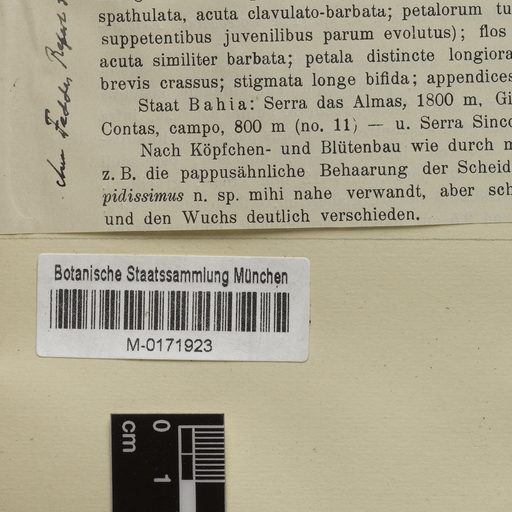 spathulata, acuta clavulato-barbata; petalorum tu
suppetentibus juvenilibus parum evolutus); flos
acuta similiter barbata; petala distincte longiora
brevis crassus; stigmata longe bifida; appendices
Staat Bahia: Serra das Almas, 1800 m, Gi
Contas, campo, 800 m (no. 11) — u. Serra Sinco
Nach Köpfchen- und Blütenbau wie durch m
z. B. die pappusähnliche Behaarung der Scheid
pidissimus n. sp. mihi nahe verwandt, aber sch
und den Wuchs deutlich verschieden.
Botanische Staatssammlung München
M-0171923
0 1
cm